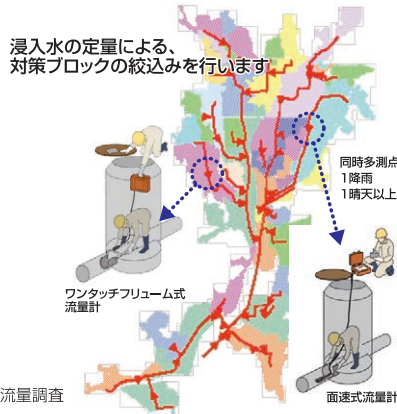 浸入水の定量による、
対策ブロックの絞込みを行います
同時多測点
1降雨
1晴天以上
ワンタッチフリューム式
流量計
面速式流量計
流量調査